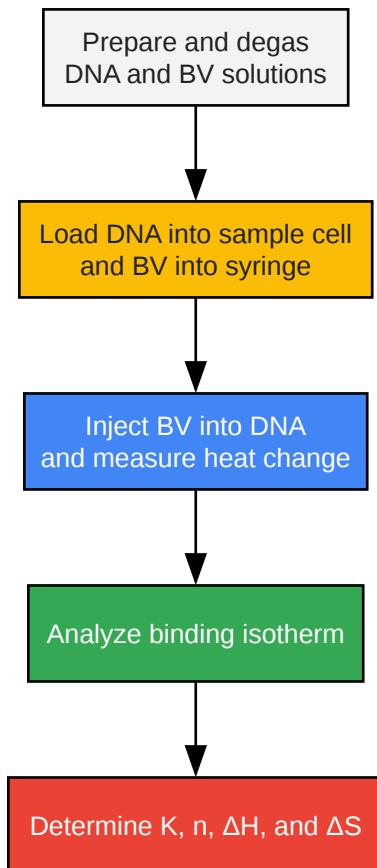 Prepare and degas
DNA and BV solutions
Load DNA into sample cell
and BV into syringe
Inject BV into DNA
and measure heat change
Analyze binding isotherm
Determine K, n, ΔH, and ΔS